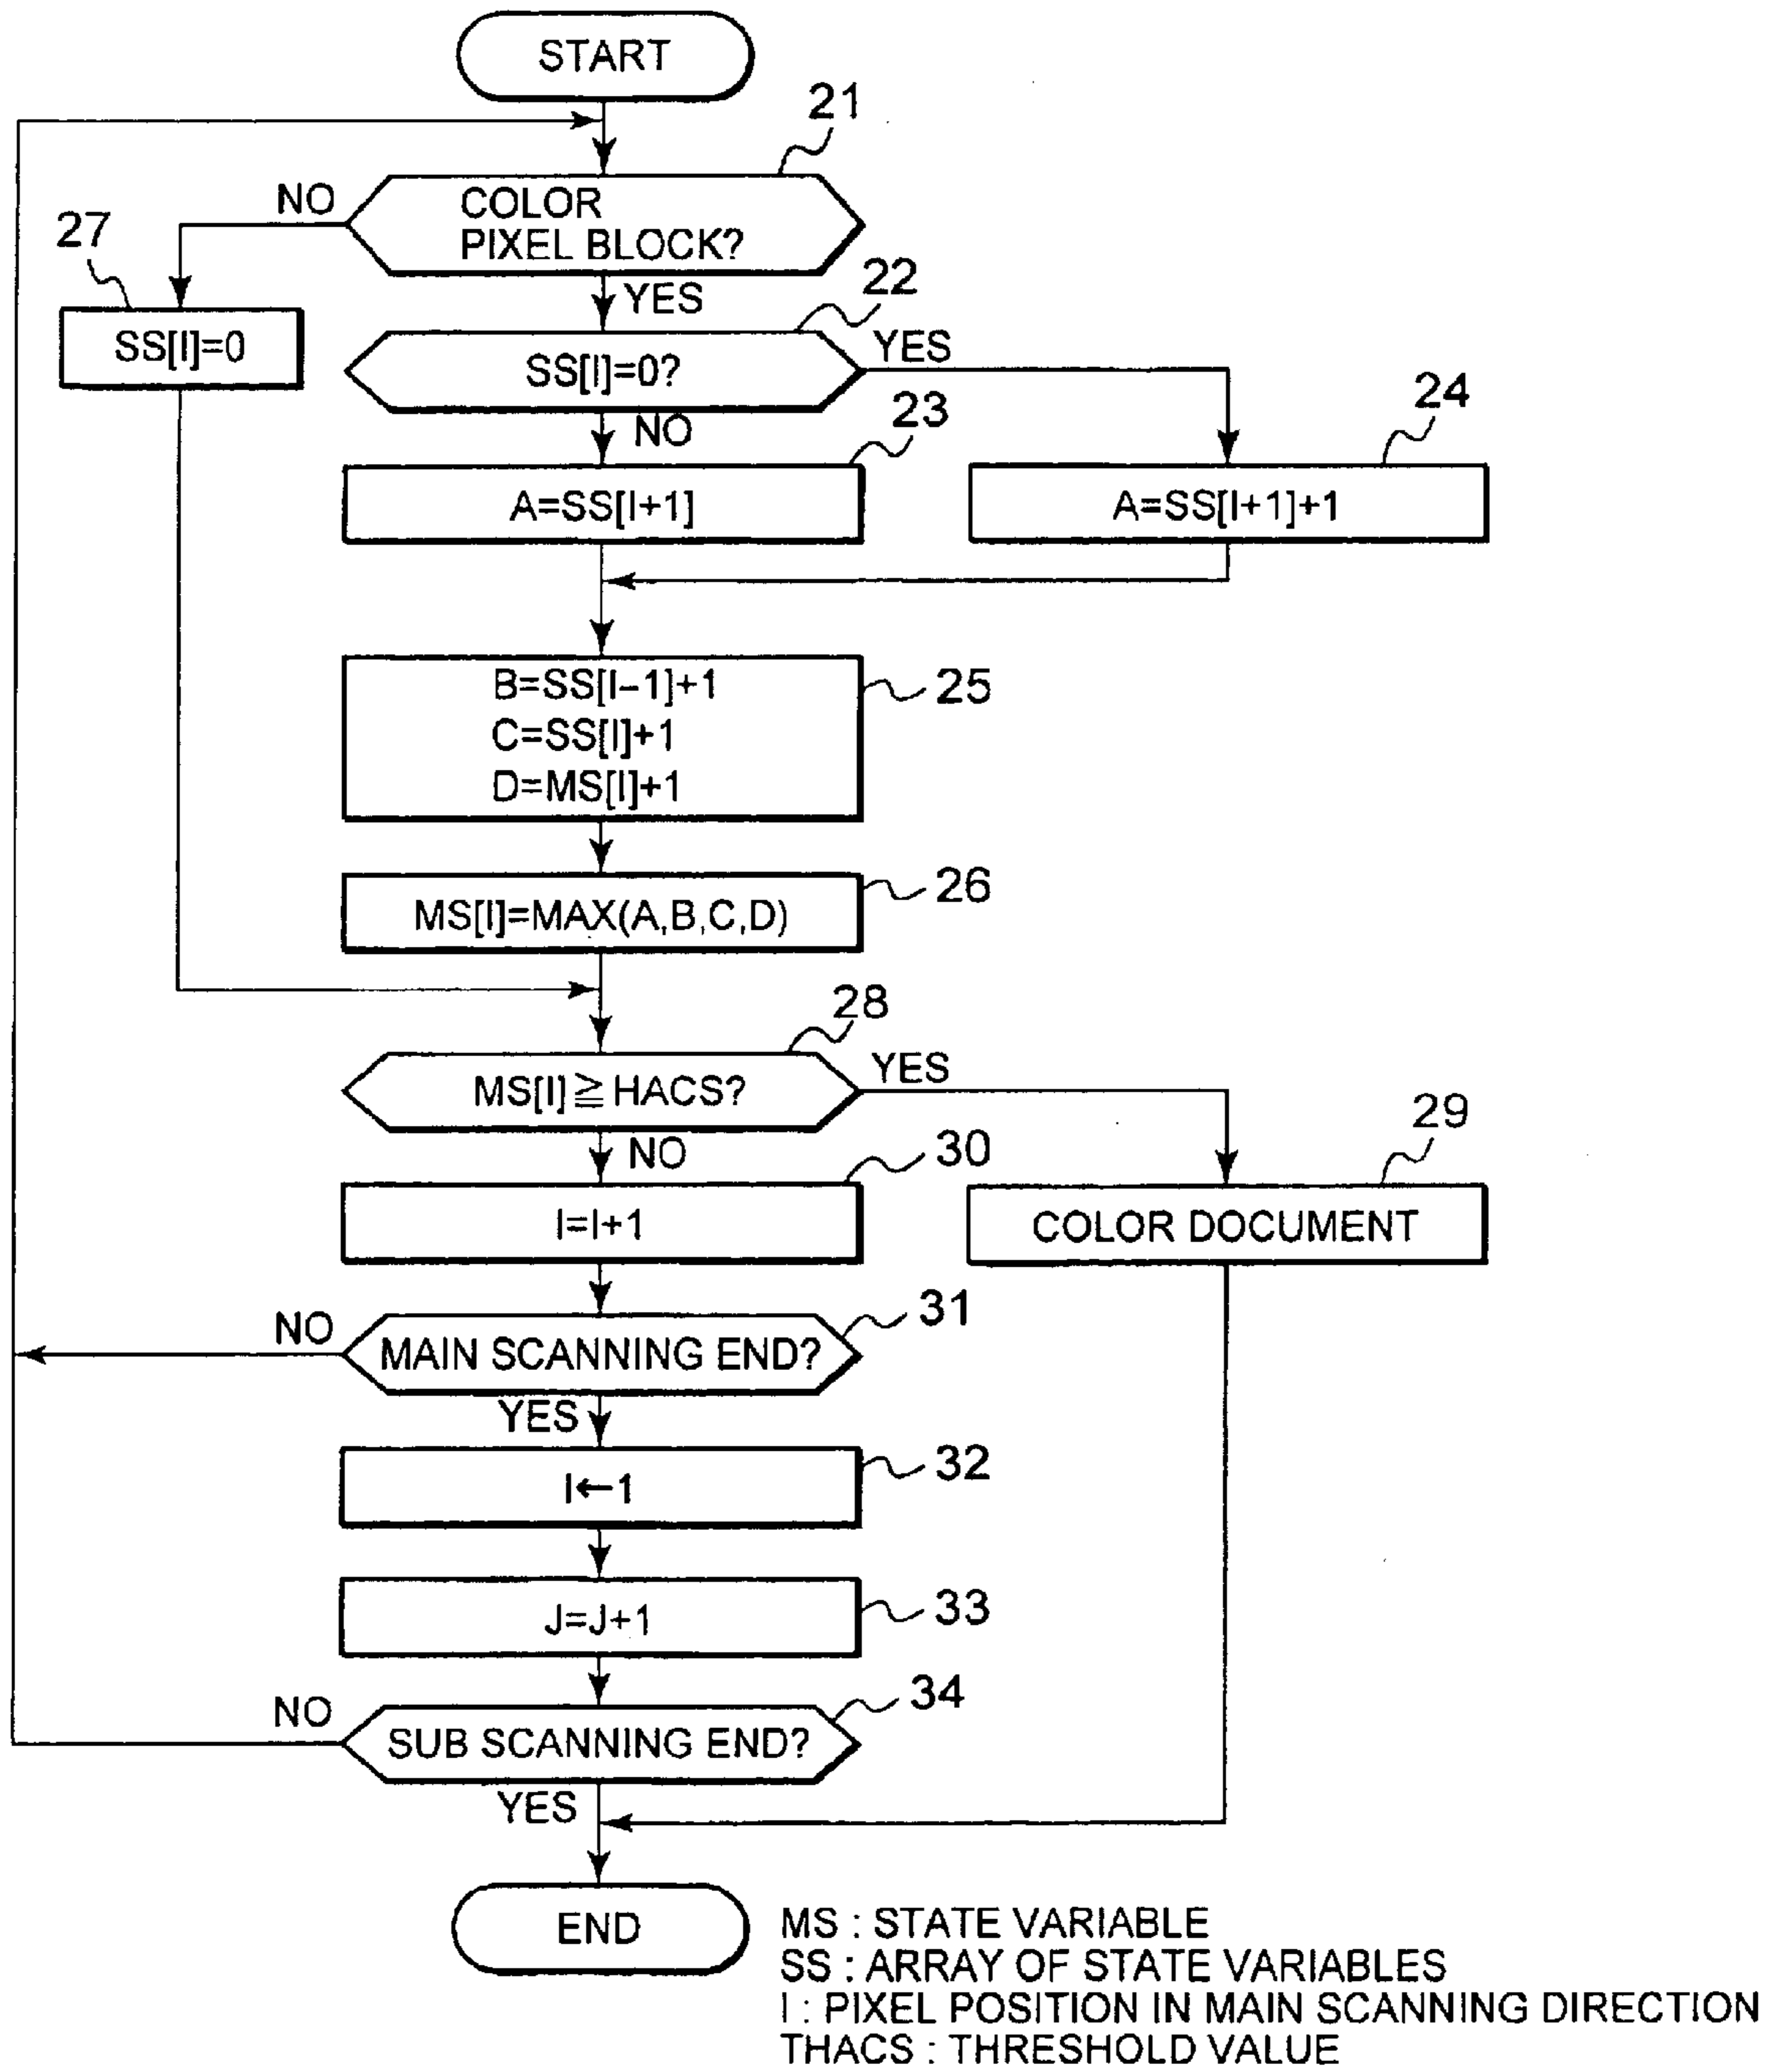 START
21
COLOR
PIXEL BLOCK?
NO
27
YES
22
SS[I]=0
SS[I]=0?
YES
23
24
NO
A=SS[I+1]
A=SS[I+1]+1
B=SS[I-1]+1
C=SS[I]+1
D=MS[I]+1
25
26
MS[I]=MAX(A,B,C,D)
28
MS[I]≧HACS?
YES
29
NO
30
I=I+1
COLOR DOCUMENT
31
NO
MAIN SCANNING END?
YES
32
I←1
33
J=J+1
34
NO
SUB SCANNING END?
YES
END
MS : STATE VARIABLE
SS : ARRAY OF STATE VARIABLES
I : PIXEL POSITION IN MAIN SCANNING DIRECTION
THACS : THRESHOLD VALUE